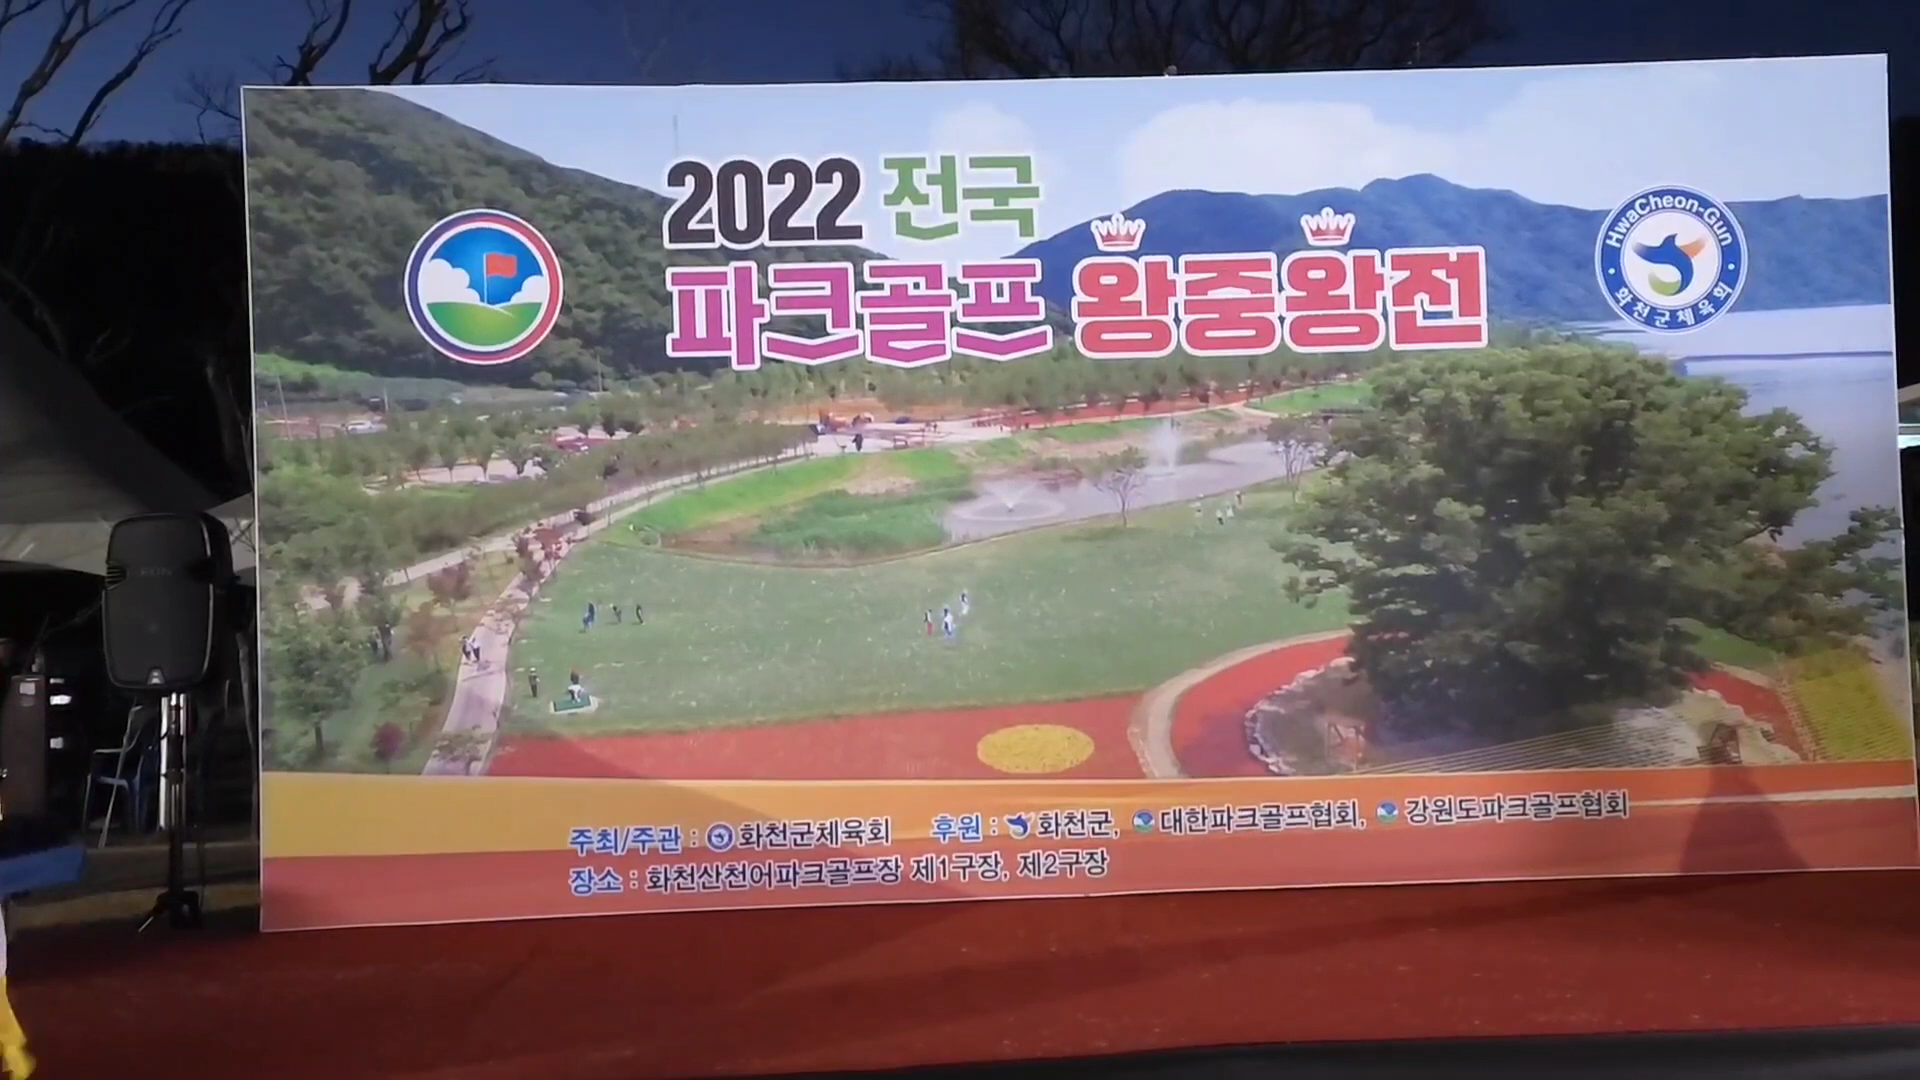 2022 전국
파크골프 왕중왕전
HwaCheon-Gun
화천군체육회
주최/주관 : 화천군체육회 후원 : 화천군, 대한파크골프협회, 강원도파크골프협회
장소 : 화천산천어파크골프장 제1구장, 제2구장